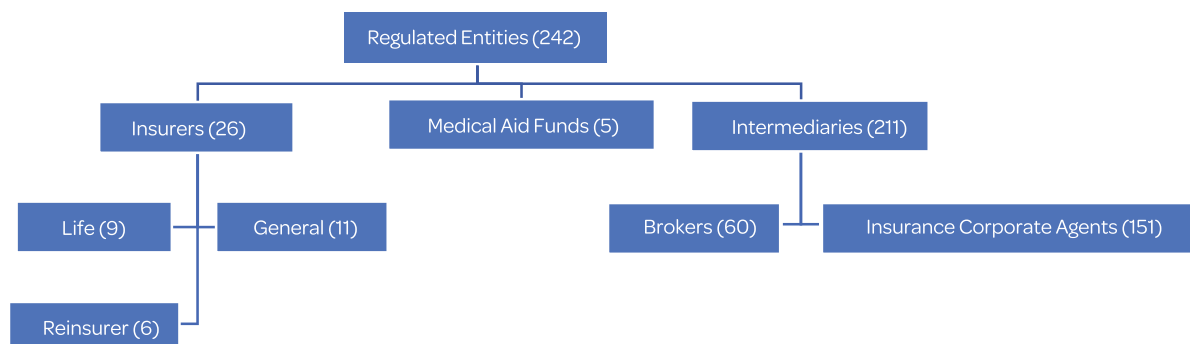 Regulated Entities (242)
Insurers (26)
Medical Aid Funds (5)
Intermediaries (211)
Life (9)
General (11)
Brokers (60)
Insurance Corporate Agents (151)
Reinsurer (6)